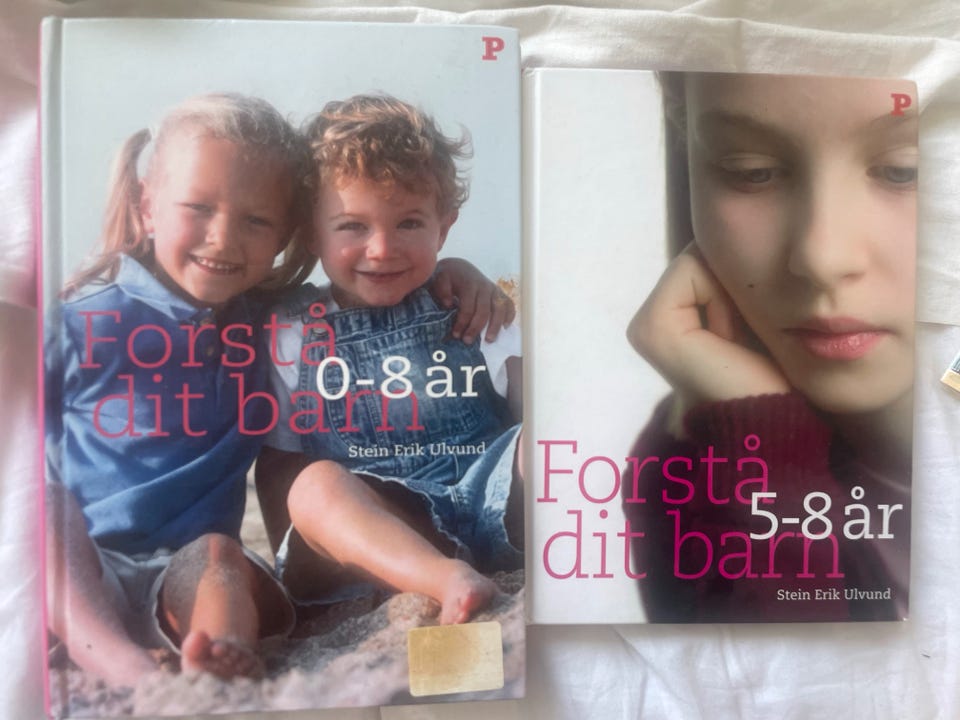 P
Forstå
dit barn
0-8 år
Stein Erik Ulvund
P
Forstå
dit barn
5-8 år
Stein Erik Ulvund